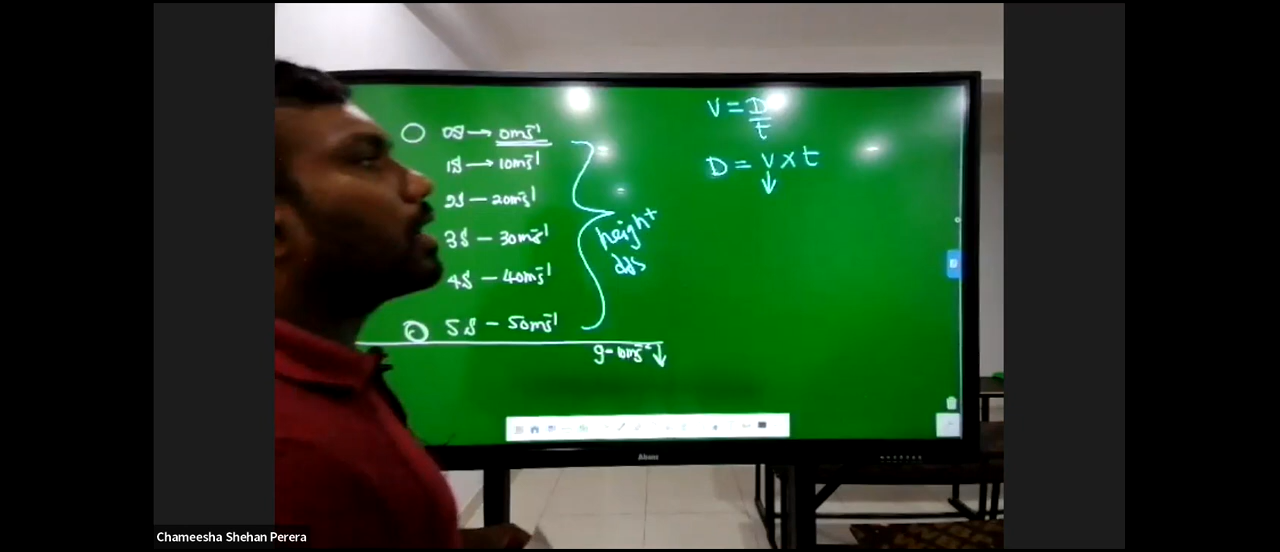 0s → 0ms⁻¹
1s → 10ms⁻¹
2s – 20ms⁻¹
3s – 30ms⁻¹
4s – 40ms⁻¹
5s – 50ms⁻¹
height
g = 10ms⁻² ↓
V = D/t
D = V × t
↓
Chameesha Shehan Perera